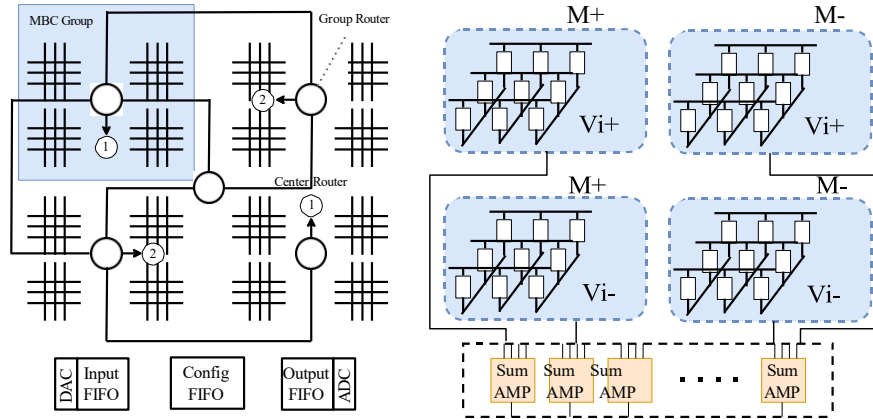 MBC Group
Group Router
2
1
Center Router
1
2
DAC
Input
FIFO
Config
FIFO
Output
FIFO
ADC
M+
M-
Vi+
Vi+
M+
M-
Vi-
Vi-
Sum
AMP
Sum
AMP
Sum
AMP
Sum
AMP